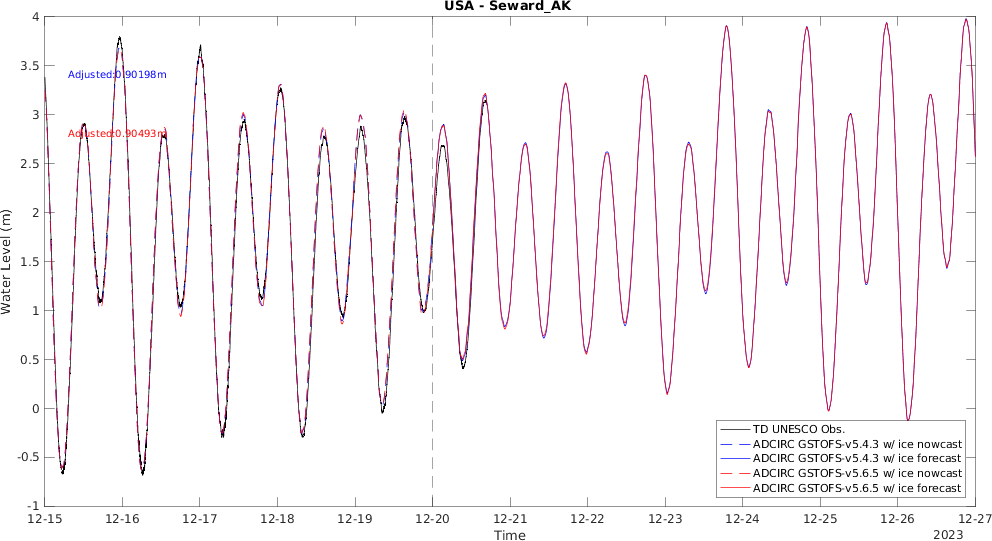 USA - Seward_AK
4
3.5
3
2.5
2
1.5
1
0.5
0
-0.5
-1
Water Level (m)
Adjusted:0.90198m
Adjusted:0.90493m
TD UNESCO Obs.
ADCIRC GSTOFS-v5.4.3 w/ ice nowcast
ADCIRC GSTOFS-v5.4.3 w/ ice forecast
ADCIRC GSTOFS-v5.6.5 w/ ice nowcast
ADCIRC GSTOFS-v5.6.5 w/ ice forecast
12-15 12-16 12-17 12-18 12-19 12-20 12-21 12-22 12-23 12-24 12-25 12-26 12-27
Time
2023